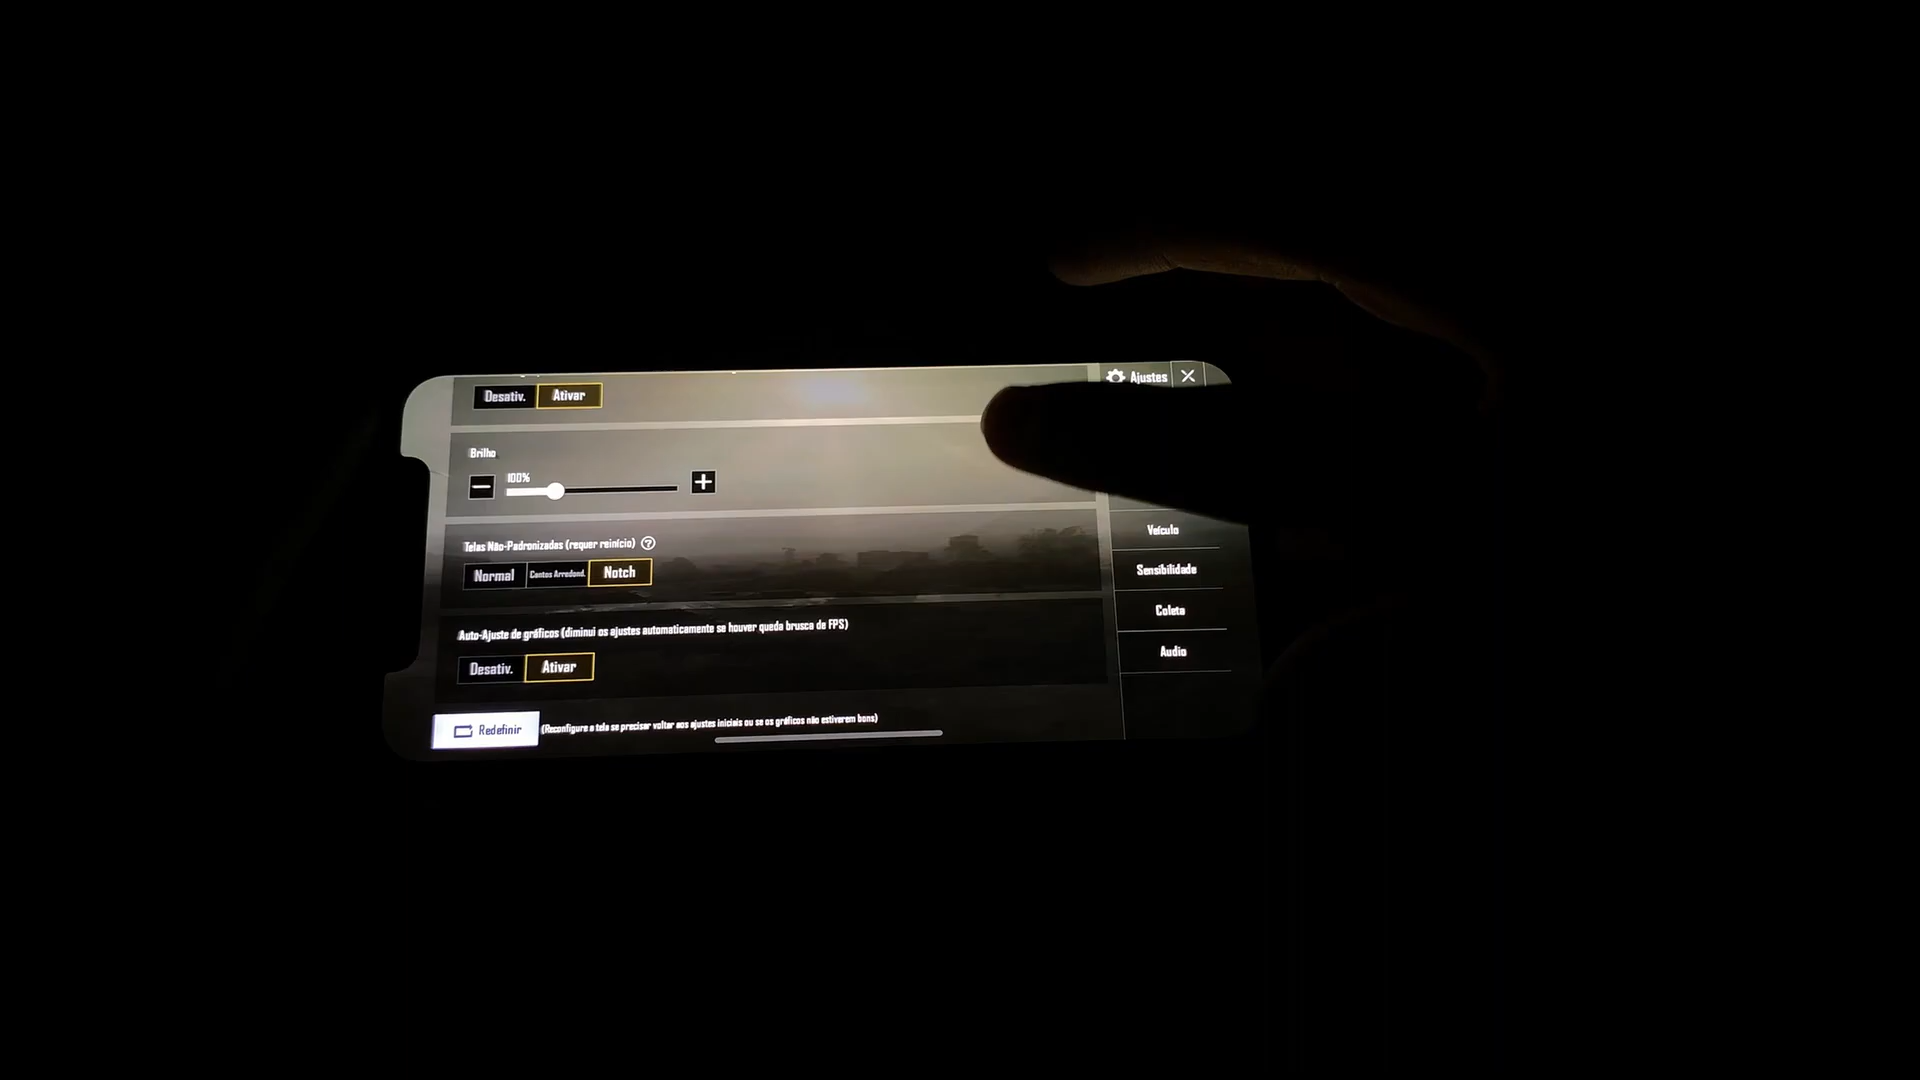 Desativ. Ativar
Ajustes
Brilho
100%
Telas Não-Padronizadas (requer reinício)
Normal Cantos Arredond. Notch
Auto-Ajuste de gráficos (diminui os ajustes automaticamente se houver queda brusca de FPS)
Desativ. Ativar
Redefinir (Reconfigure a tela se precisar voltar aos ajustes iniciais ou se os gráficos não estiverem bons)
Veículo
Sensibilidade
Coleta
Audio